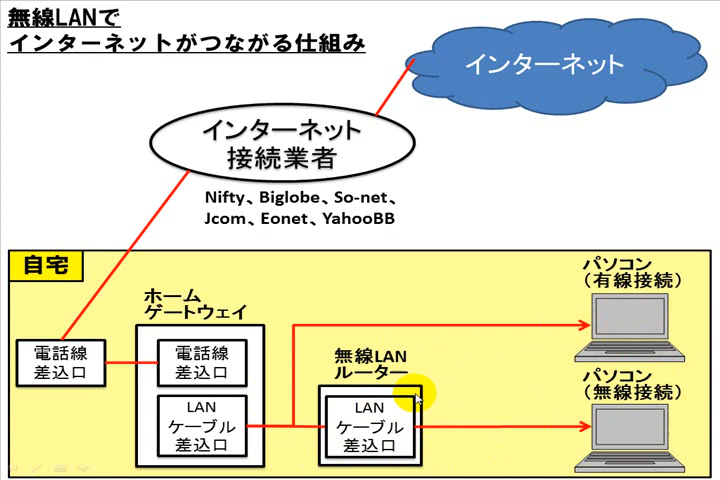 無線LANで
インターネットがつながる仕組み
インターネット
インターネット
接続業者
Nifty、Biglobe、So-net、
Jcom、Eonet、YahooBB
自宅
ホーム
ゲートウェイ
電話線
差込口
電話線
差込口
LAN
ケーブル
差込口
無線LAN
ルーター
LAN
ケーブル
差込口
パソコン
（有線接続）
パソコン
（無線接続）